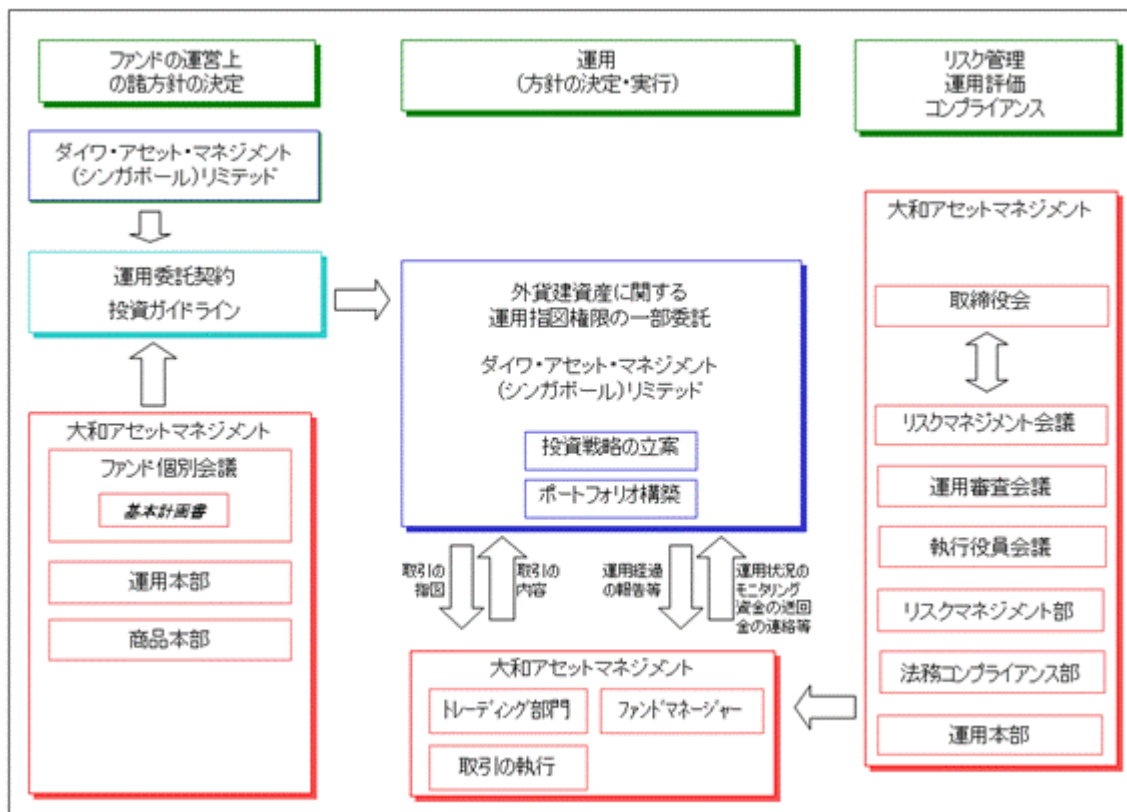 ファンドの運営上
の諸方針の決定
運用
(方針の決定・実行)
リスク管理
運用評価
コンプライアンス
ダイワ・アセット・マネジメント
(シンガポール)リミテッド
運用委託契約
投資ガイドライン
大和アセットマネジメント
ファンド個別会議
基本計画書
運用本部
商品本部
外貨建資産に関する
運用指図権限の一部委託
ダイワ・アセット・マネジメント
(シンガポール)リミテッド
投資戦略の立案
ポートフォリオ構築
取引の
指図
取引の
内容
運用経過
の報告等
運用状況の
モニタリング
資金の送回
金の連絡等
大和アセットマネジメント
トレーディング部門
ファンドマネージャー
取引の執行
大和アセットマネジメント
取締役会
リスクマネジメント会議
運用審査会議
執行役員会議
リスクマネジメント部
法務コンプライアンス部
運用本部